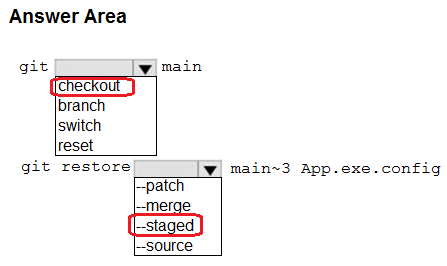 Answer Area
git main
checkout
branch
switch
reset
git restore main~3 App.exe.config
--patch
--merge
--staged
--source